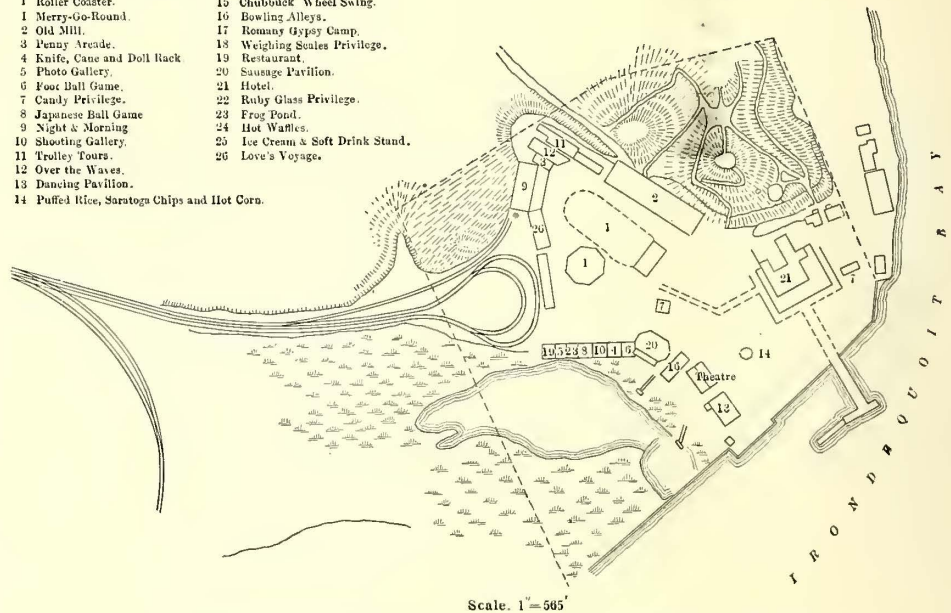 1 Roller Coaster.
1 Merry-Go-Round.
2 Old Mill.
3 Penny Arcade.
4 Knife, Cane and Doll Rack
5 Photo Gallery.
6 Foot Ball Game.
7 Candy Privilege.
8 Japanese Ball Game
9 Night & Morning
10 Shooting Gallery.
11 Trolley Tours.
12 Over the Waves.
13 Dancing Pavilion.
14 Puffed Rice, Saratoga Chips and Hot Corn.
15 Chubbuck Wheel Swing.
16 Bowling Alleys.
17 Romany Gypsy Camp.
18 Weighing Scales Privilege.
19 Restaurant.
20 Sausage Pavilion.
21 Hotel.
22 Ruby Glass Privilege.
23 Frog Pond.
24 Hot Waffles.
25 Ice Cream & Soft Drink Stand.
26 Love's Voyage.
11
12
3
9
2
26
1
1
21
7
7
19 5 23 8 10 4 6
20
14
16
Theatre
13
IRONDEQUOIT BAY
Scale. 1"=565'